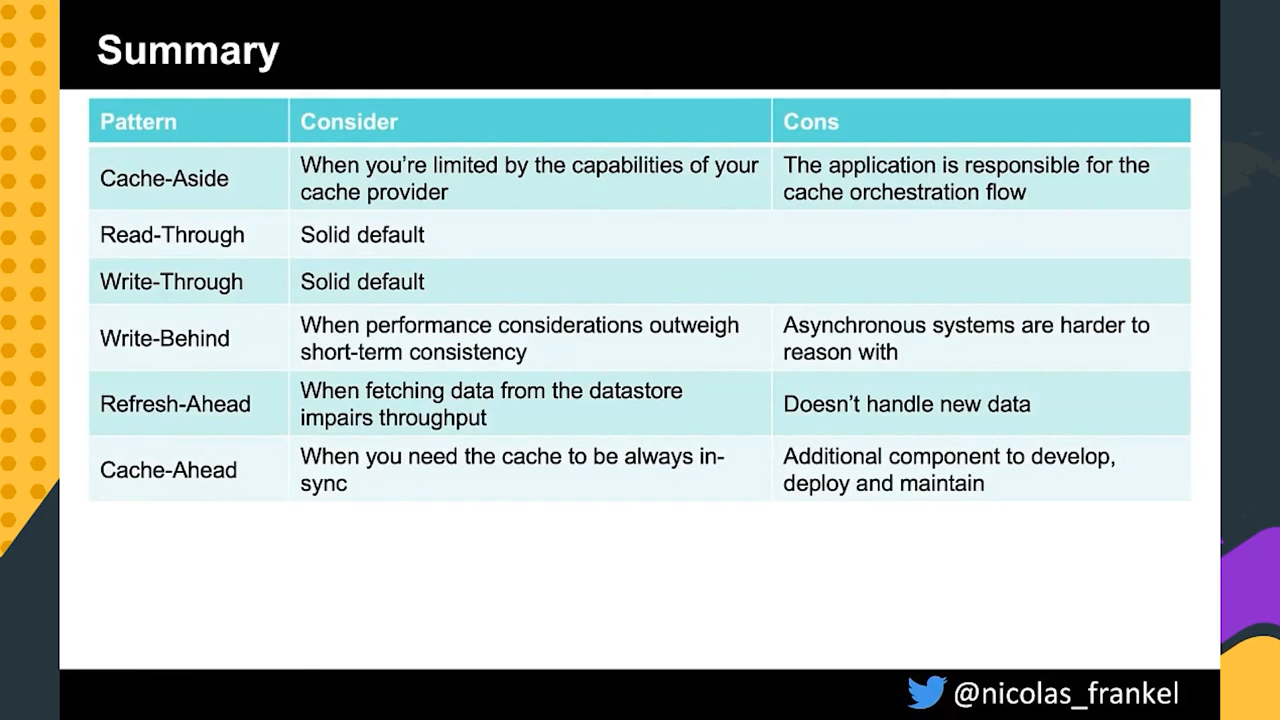 Summary
Pattern
Consider
Cons
Cache-Aside
When you’re limited by the capabilities of your
cache provider
The application is responsible for the
cache orchestration flow
Read-Through
Solid default
Write-Through
Solid default
Write-Behind
When performance considerations outweigh
short-term consistency
Asynchronous systems are harder to
reason with
Refresh-Ahead
When fetching data from the datastore
impairs throughput
Doesn’t handle new data
Cache-Ahead
When you need the cache to be always in-
sync
Additional component to develop,
deploy and maintain
@nicolas_frankel